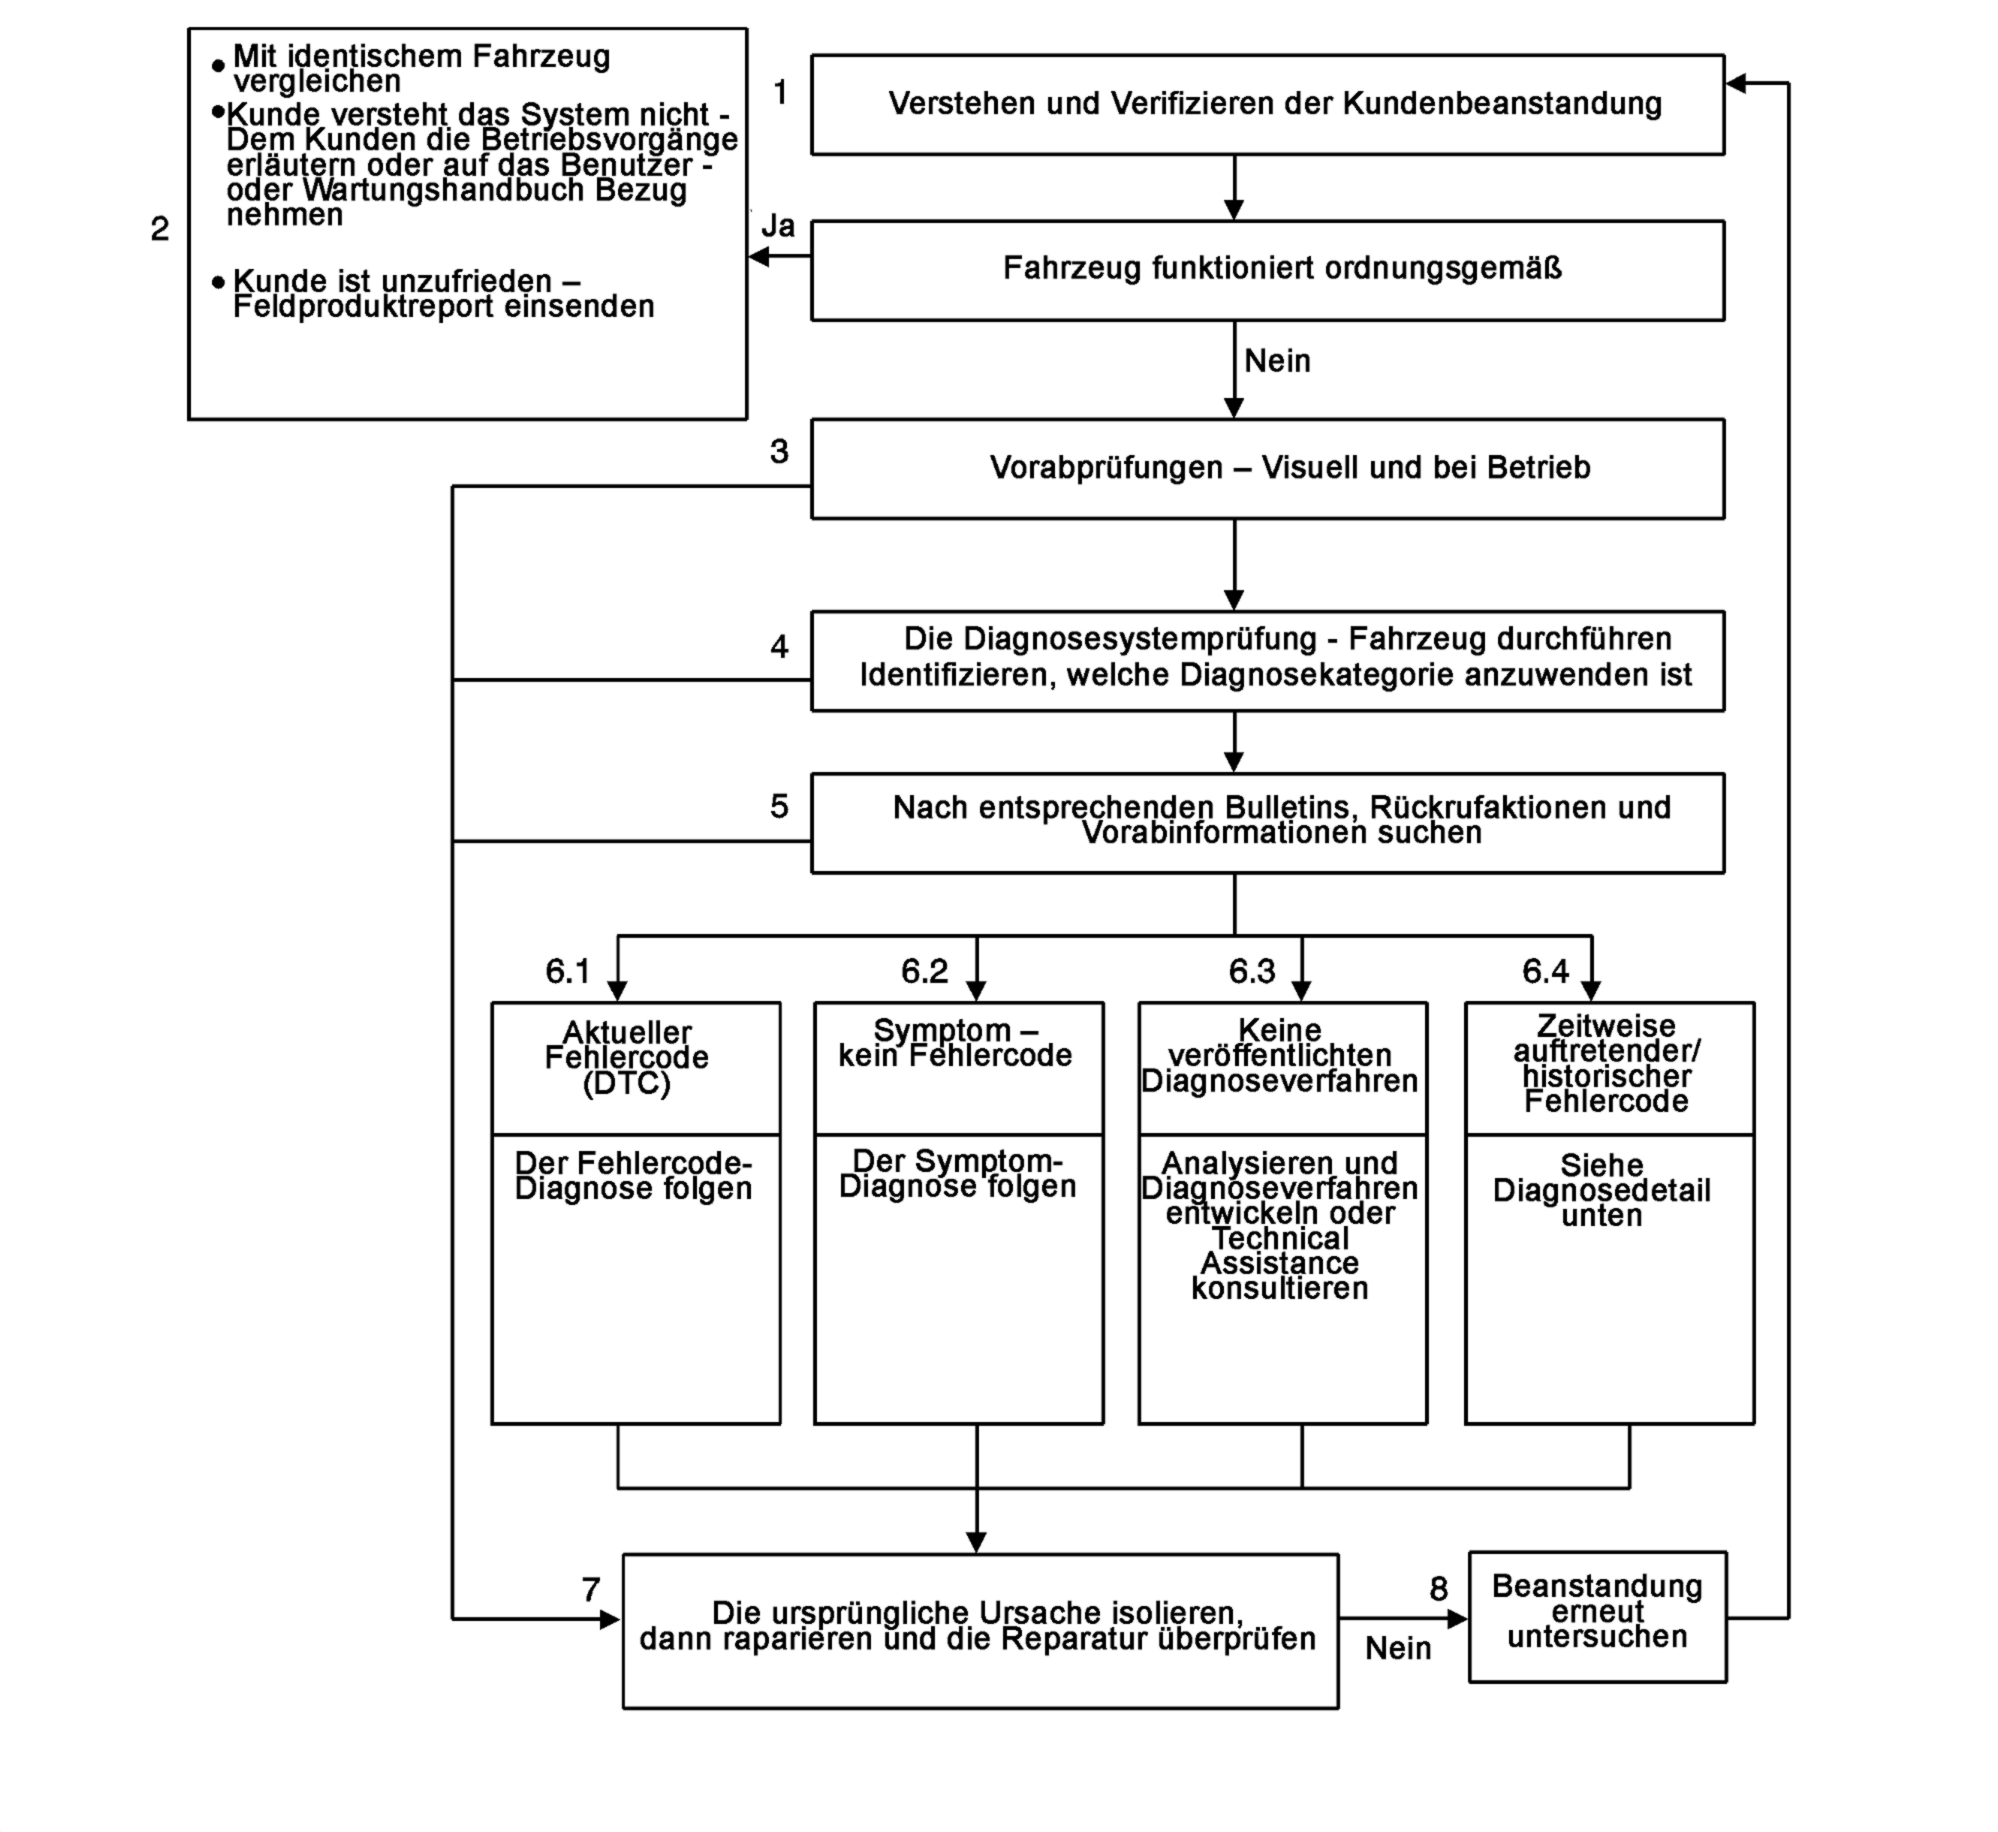 Mit identischem Fahrzeug
vergleichen
Kunde versteht das System nicht -
Dem Kunden die Betriebsvorgänge
erläutern oder auf das Benutzer -
oder Wartungshandbuch Bezug
nehmen
Kunde ist unzufrieden –
Feldproduktreport einsenden
2
1
Verstehen und Verifizieren der Kundenbeanstandung
Ja
Fahrzeug funktioniert ordnungsgemäß
Nein
3
Vorabprüfungen – Visuell und bei Betrieb
4
Die Diagnosesystemprüfung - Fahrzeug durchführen
Identifizieren, welche Diagnosekategorie anzuwenden ist
5
Nach entsprechenden Bulletins, Rückrufaktionen und
Vorabinformationen suchen
6.1
Aktueller
Fehlercode
(DTC)
Der Fehlercode-
Diagnose folgen
6.2
Symptom –
kein Fehlercode
Der Symptom-
Diagnose folgen
6.3
Keine
veröffentlichten
Diagnoseverfahren
Analysieren und
Diagnoseverfahren
entwickeln oder
Technical
Assistance
konsultieren
6.4
Zeitweise
auftretender/
historischer
Fehlercode
Siehe
Diagnosedetail
unten
7
Die ursprüngliche Ursache isolieren,
dann raparieren und die Reparatur überprüfen
Nein
8
Beanstandung
erneut
untersuchen